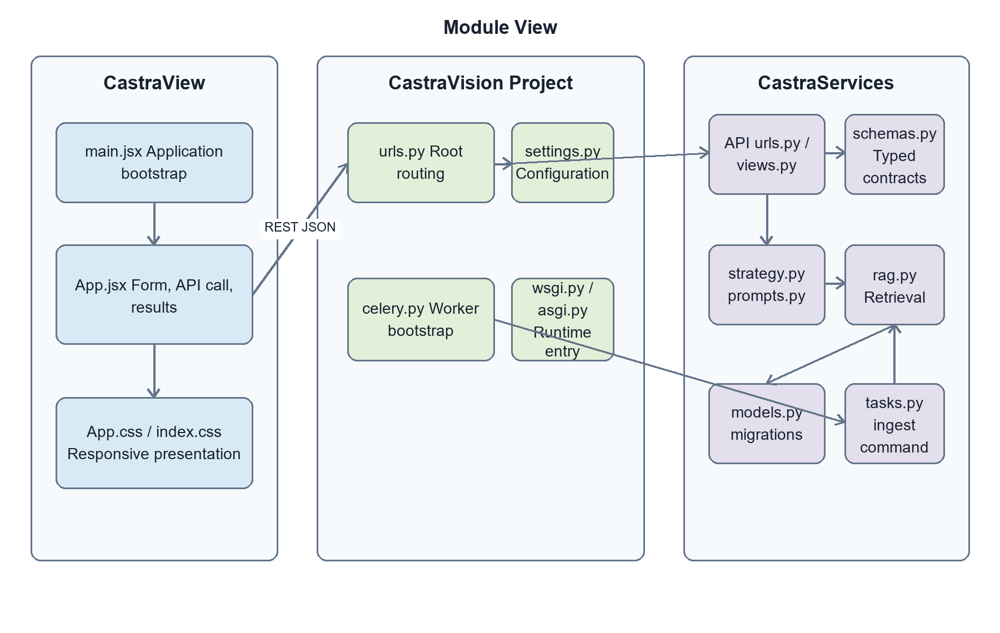 Module View
CastraView
main.jsx Application
bootstrap
App.jsx Form, API call,
results
App.css / index.css
Responsive presentation
REST JSON
CastraVision Project
urls.py Root
routing
settings.py
Configuration
celery.py Worker
bootstrap
wsgi.py /
asgi.py
Runtime
entry
CastraServices
API urls.py /
views.py
schemas.py
Typed
contracts
strategy.py
prompts.py
rag.py
Retrieval
models.py
migrations
tasks.py
ingest
command